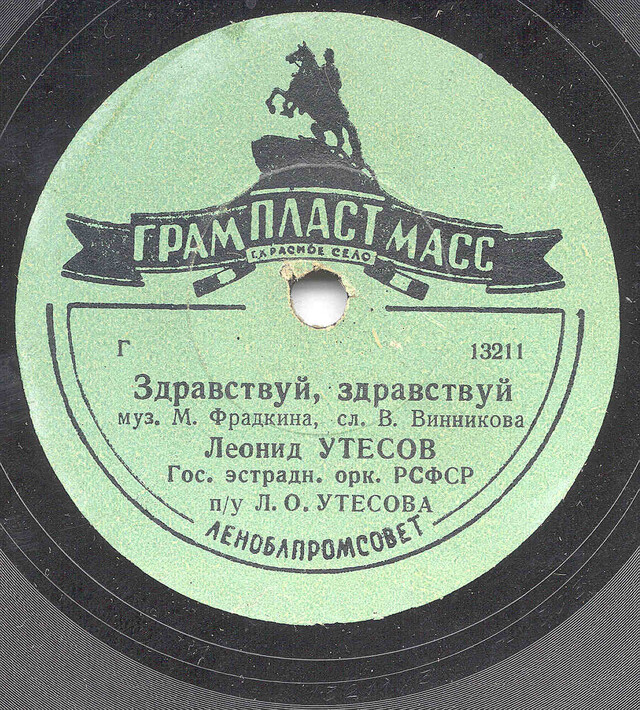 ГРАМПЛАСТМАСС
Г.КРАСНОЕ СЕЛО
Г 13211
Здравствуй, здравствуй
муз. М. Фрадкина, сл. В. Винникова
Леонид УТЕСОВ
Гос. эстрадн. орк. РСФСР
п/у Л. О. УТЕСОВА
ЛЕНОБЛПРОМСОВЕТ